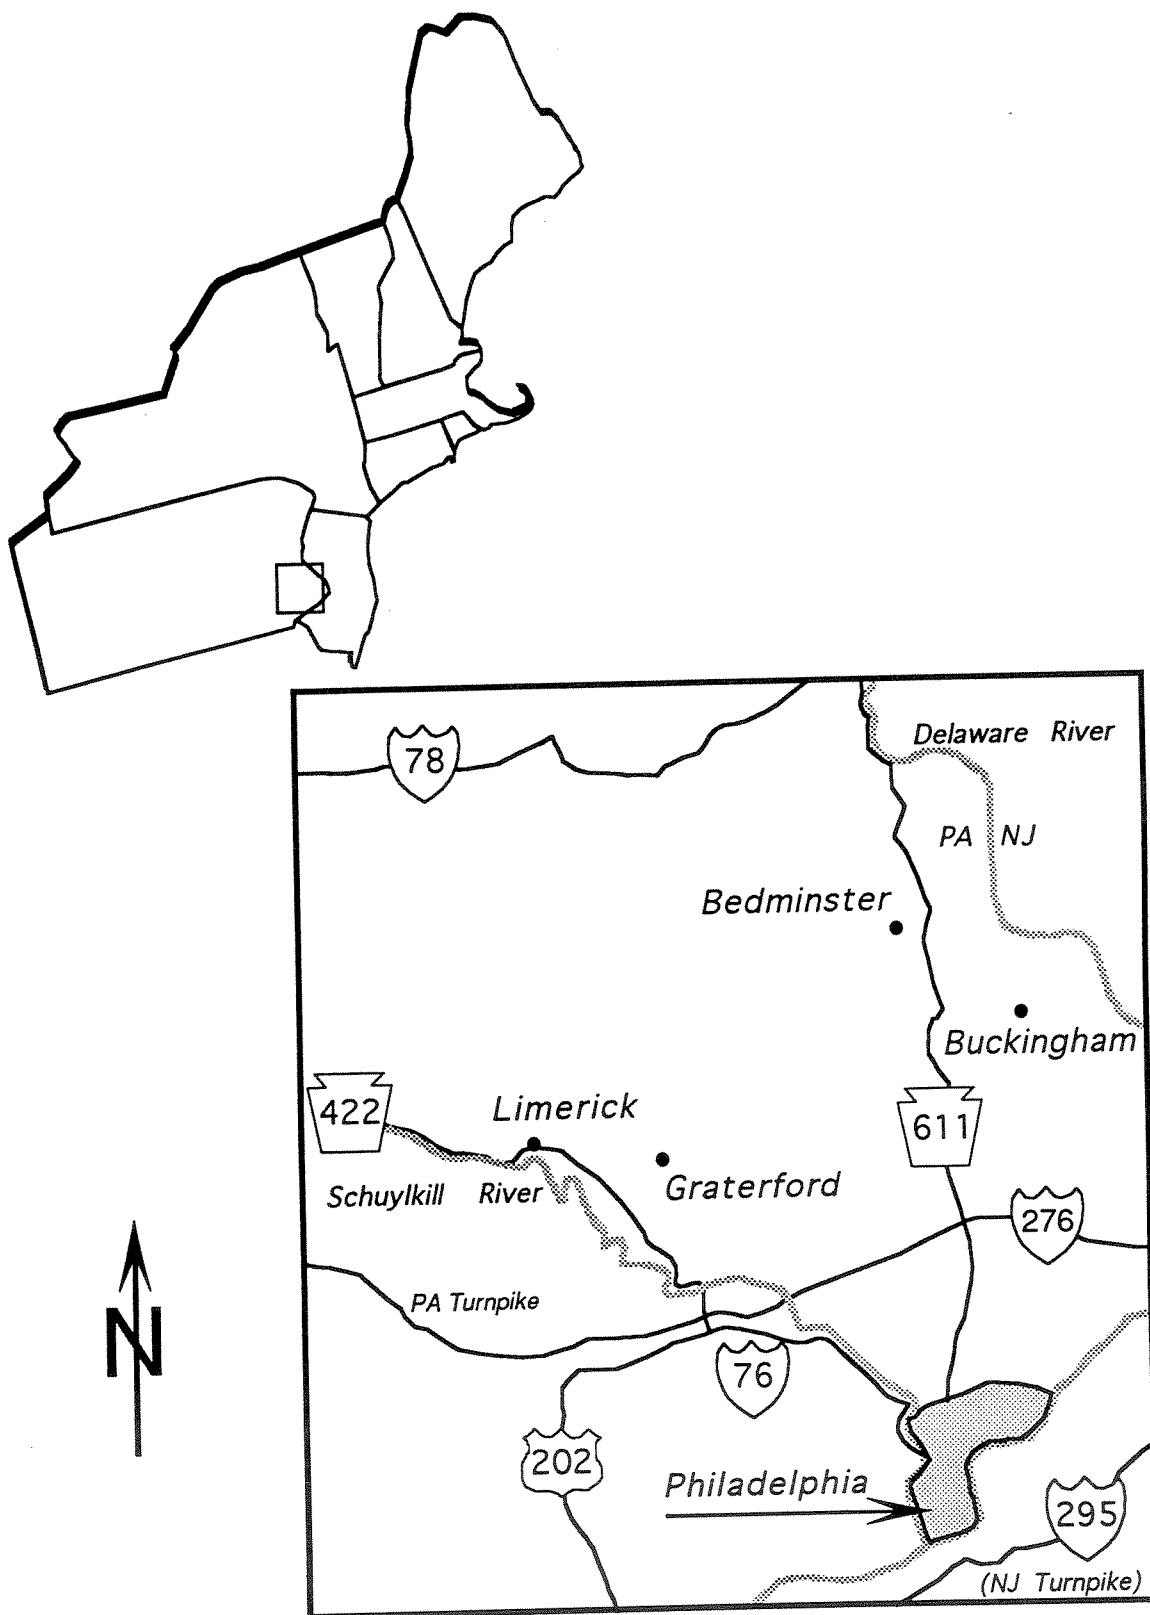 Delaware River
78
PA NJ
Bedminster
Buckingham
422
Limerick
611
Graterford
Schuylkill River
276
PA Turnpike
N
76
202
Philadelphia
295
(NJ Turnpike)